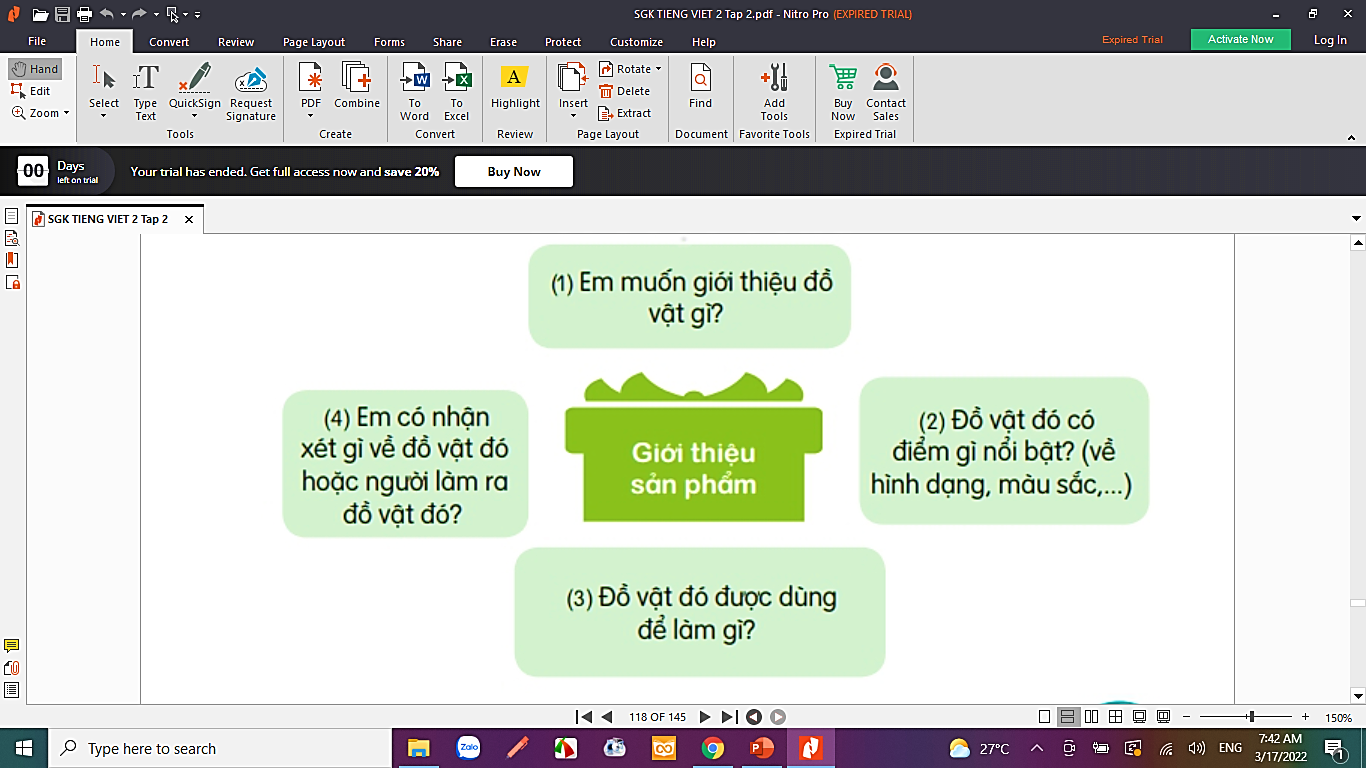 SGK TIENG VIET 2 Tap 2.pdf - Nitro Pro (EXPIRED TRIAL)
File Home Convert Review Page Layout Forms Share Erase Protect Customize Help Expired Trial Activate Now Log In
Hand
Edit
Zoom
Select
Type Text
QuickSign
Request Signature
Tools
PDF
Combine
Create
To Word
To Excel
Convert
A
Highlight
Review
Insert
Rotate
Delete
Extract
Page Layout
Find
Document
Add Tools
Favorite Tools
Buy Now
Contact Sales
Expired Trial
00 Days
left on trial
Your trial has ended. Get full access now and save 20%
Buy Now
SGK TIENG VIET 2 Tap 2
(1) Em muốn giới thiệu đồ
vật gì?
(4) Em có nhận
xét gì về đồ vật đó
hoặc người làm ra
đồ vật đó?
Giới thiệu
sản phẩm
(2) Đồ vật đó có
điểm gì nổi bật? (về
hình dạng, màu sắc,...)
(3) Đồ vật đó được dùng
để làm gì?
118 OF 145
150%
Type here to search
Zalo
27°C
ENG
7:42 AM
3/17/2022
1